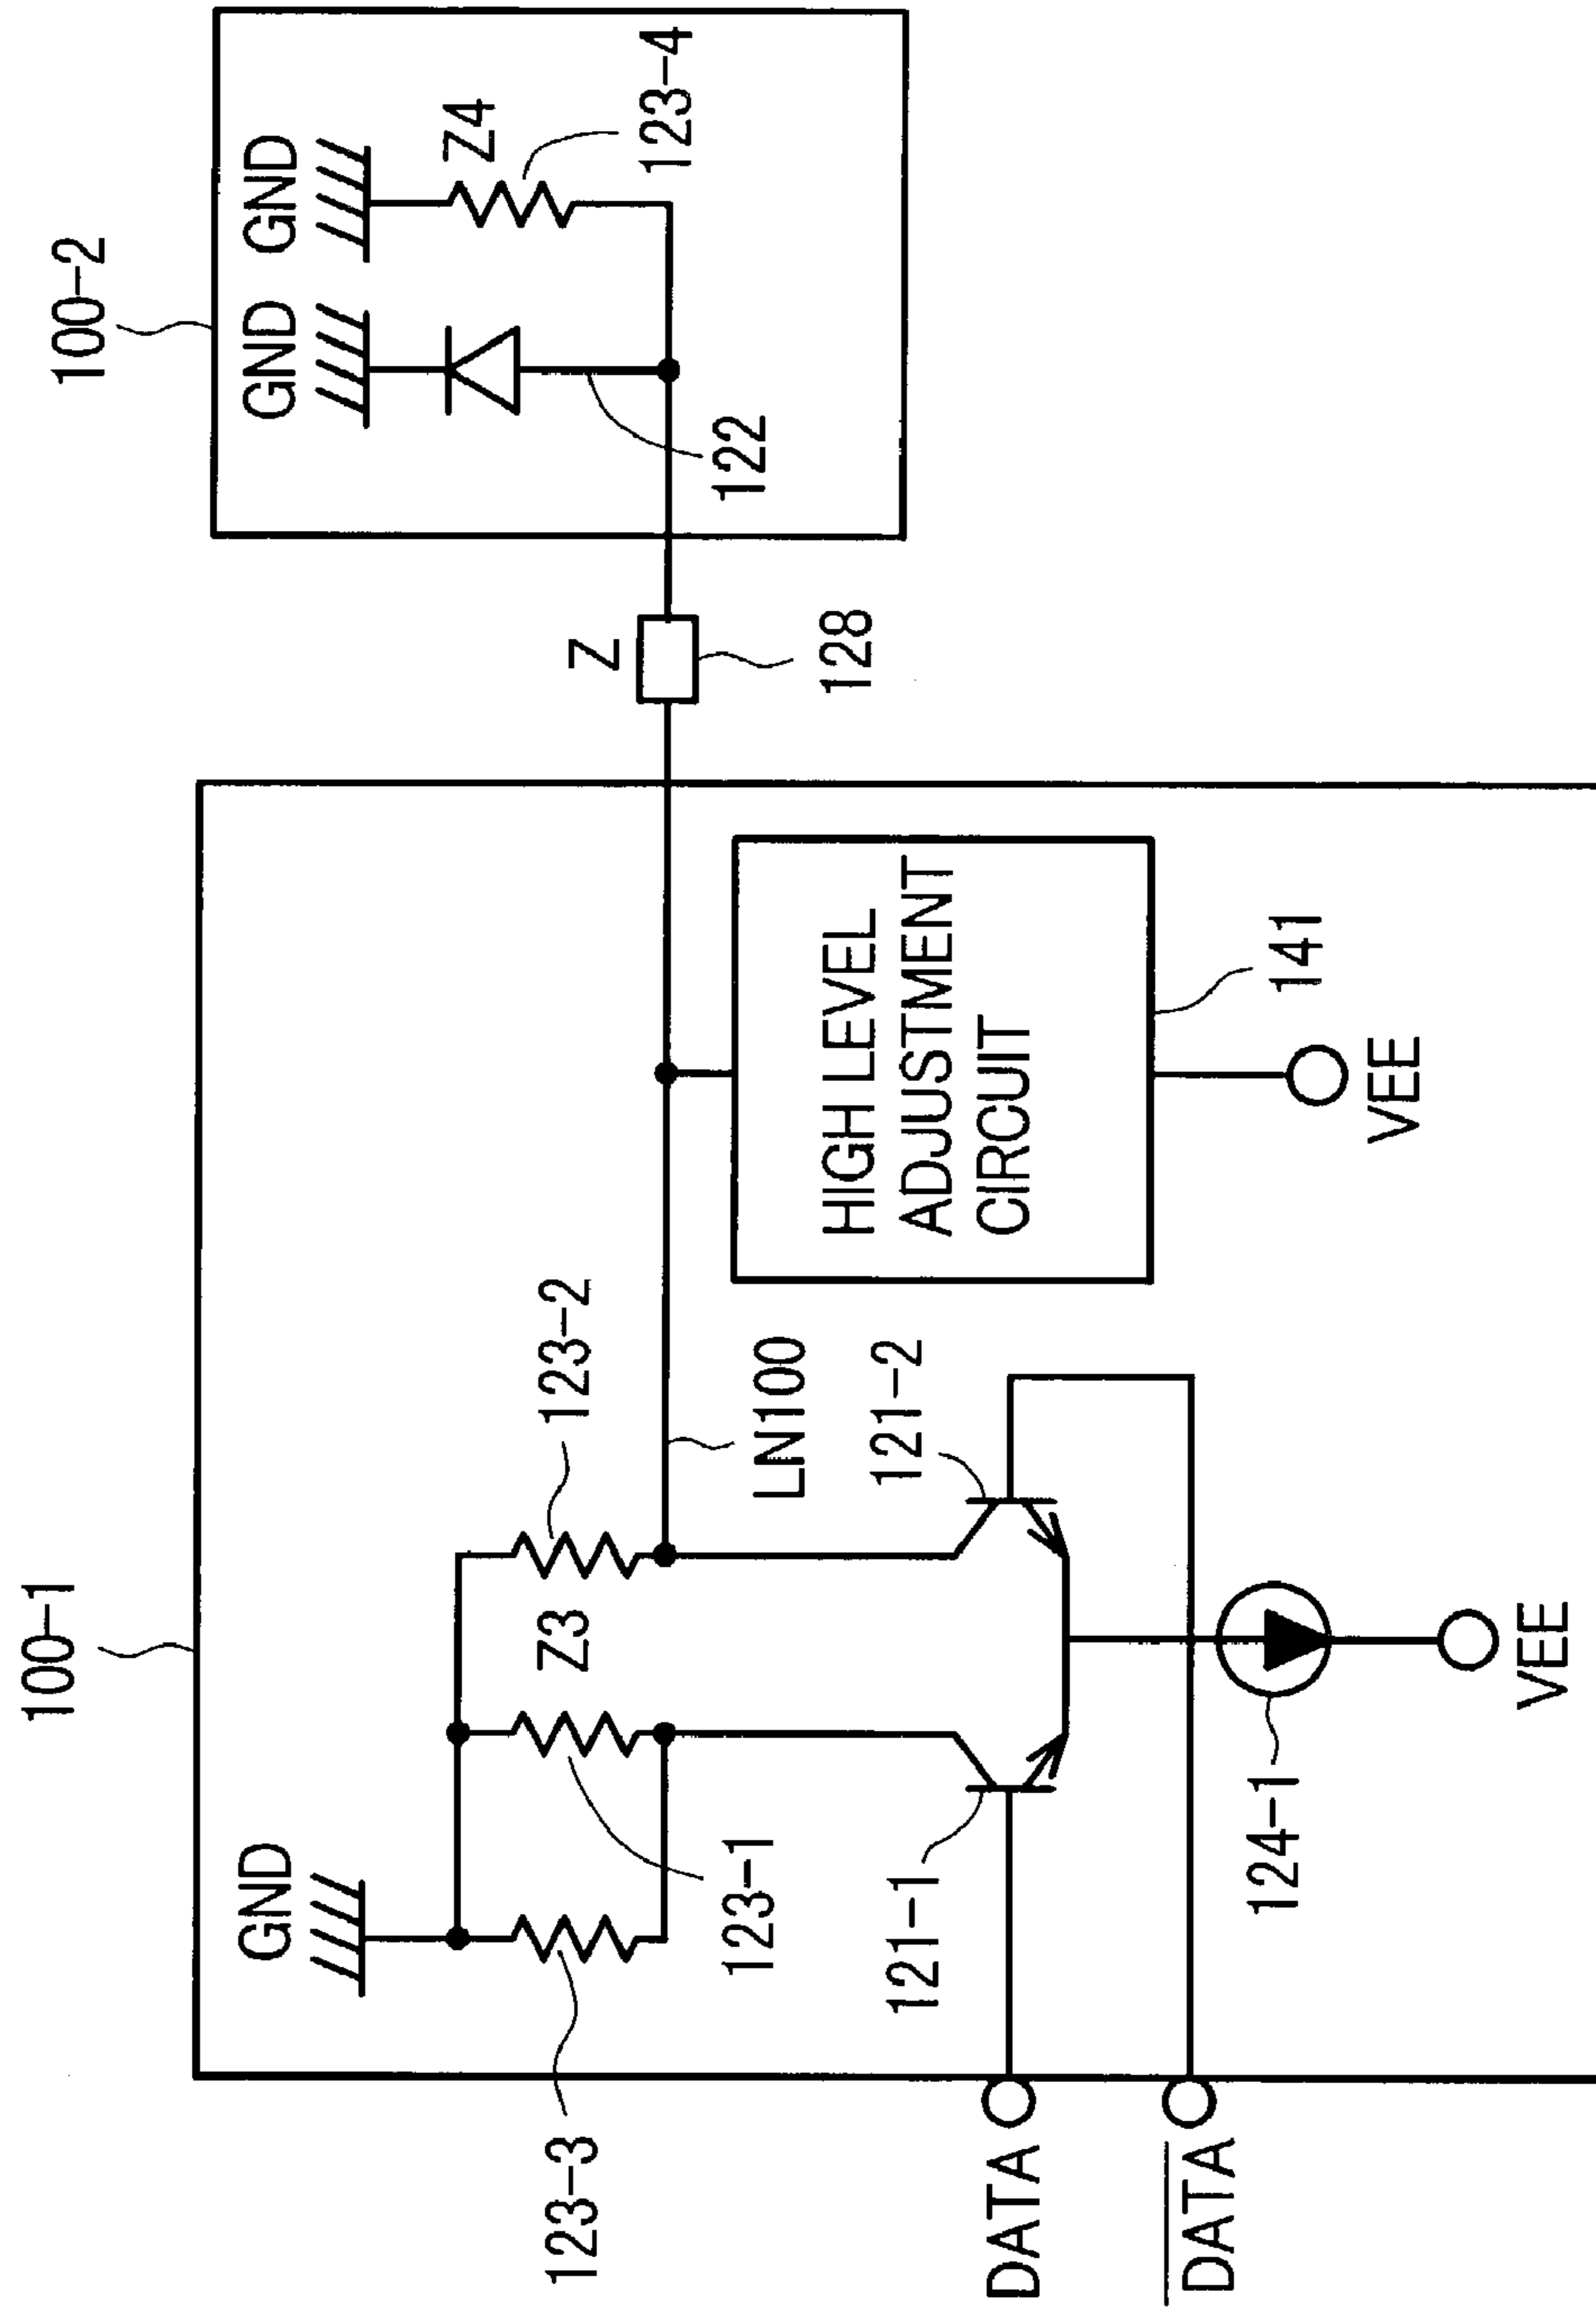 100-1
100-2
GND
GND
GND
123-3
123-1
Z3
123-2
Z
128
Z4
123-4
122
LN100
HIGH LEVEL
ADJUSTMENT
CIRCUIT
141
VEE
121-1
121-2
DATA
DATA
124-1
VEE